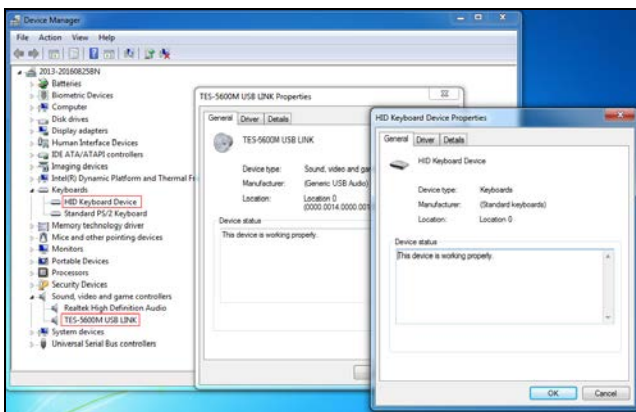 Device Manager
File Action View Help
2013-20160825BN
Batteries
Biometric Devices
Computer
Disk drives
Display adapters
Human Interface Devices
IDE ATA/ATAPI controllers
Imaging devices
Intel(R) Dynamic Platform and Thermal Fr
Keyboards
HID Keyboard Device
Standard PS/2 Keyboard
Memory technology driver
Mice and other pointing devices
Monitors
Portable Devices
Processors
Security Devices
Sound, video and game controllers
Realtek High Definition Audio
TES-5600M USB LINK
System devices
Universal Serial Bus controllers
TES-5600M USB LINK Properties
General Driver Details
TES-5600M USB LINK
Device type: Sound, video and gam
Manufacturer: (Generic USB Audio)
Location: Location 0
(0000.0014.0000.001
Device status
This device is working properly.
HID Keyboard Device Properties
General Driver Details
HID Keyboard Device
Device type: Keyboards
Manufacturer: (Standard keyboards)
Location: Location 0
Device status
This device is working properly.
OK Cancel